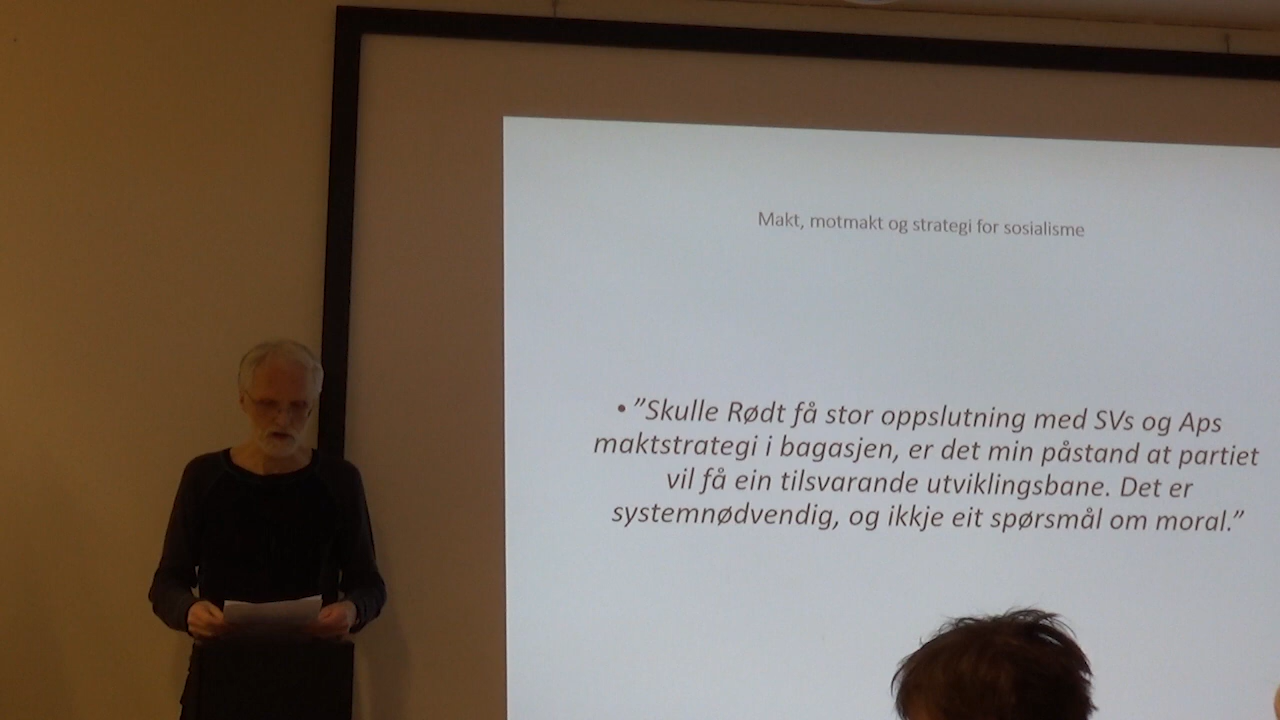 Makt, motmakt og strategi for sosialisme
• ”Skulle Rødt få stor oppslutning med SVs og Aps
maktstrategi i bagasjen, er det min påstand at partiet
vil få ein tilsvarande utviklingsbane. Det er
systemnødvendig, og ikkje eit spørsmål om moral.”